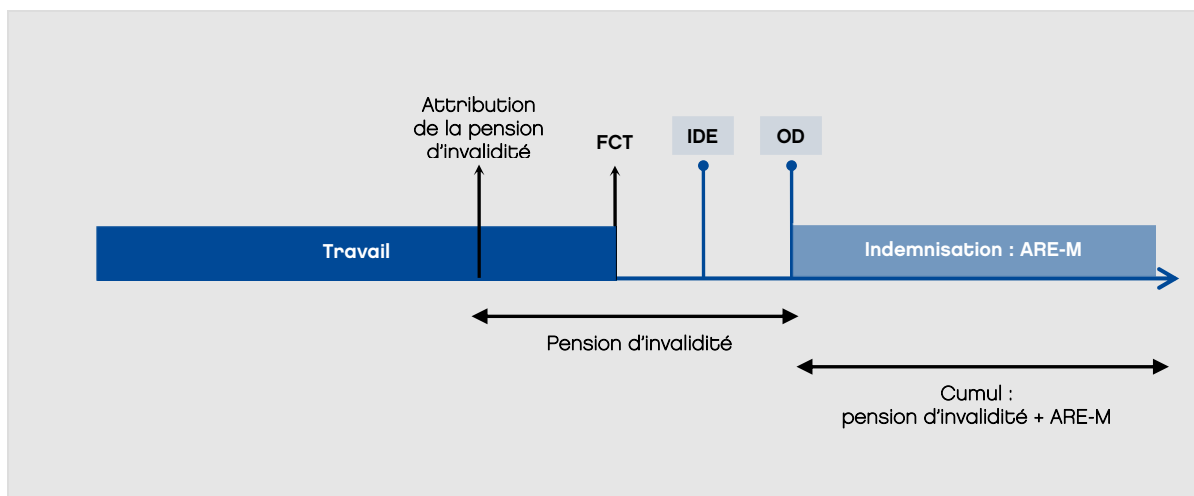 Attribution
de la pension
d'invalidité
FCT
IDE
OD
Travail
Indemnisation : ARE-M
Pension d'invalidité
Cumul :
pension d'invalidité + ARE-M